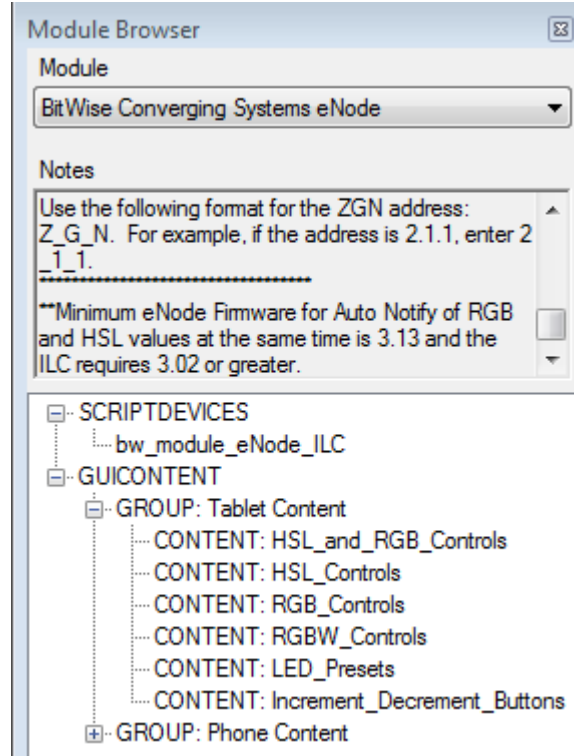 Module Browser
Module
BitWise Converging Systems eNode
Notes
Use the following format for the ZGN address:
Z_G_N.  For example, if the address is 2.1.1, enter 2
_1_1.
***********************************
**Minimum eNode Firmware for Auto Notify of RGB
and HSL values at the same time is 3.13 and the
ILC requires 3.02 or greater.
SCRIPTDEVICES
bw_module_eNode_ILC
GUICONTENT
GROUP: Tablet Content
CONTENT: HSL_and_RGB_Controls
CONTENT: HSL_Controls
CONTENT: RGB_Controls
CONTENT: RGBW_Controls
CONTENT: LED_Presets
CONTENT: Increment_Decrement_Buttons
GROUP: Phone Content